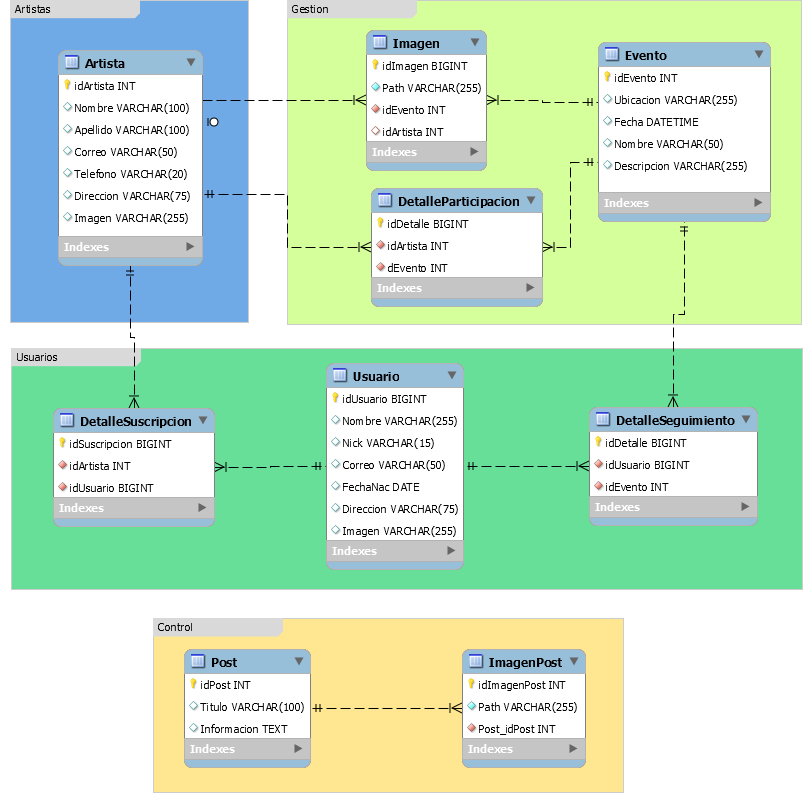 Artistas
Artista
idArtista INT
Nombre VARCHAR(100)
Apellido VARCHAR(100)
Correo VARCHAR(50)
Telefono VARCHAR(20)
Direccion VARCHAR(75)
Imagen VARCHAR(255)
Indexes
Gestion
Imagen
idImagen BIGINT
Path VARCHAR(255)
idEvento INT
idArtista INT
Indexes
Evento
idEvento INT
Ubicacion VARCHAR(255)
Fecha DATETIME
Nombre VARCHAR(50)
Descripcion VARCHAR(255)
Indexes
DetalleParticipacion
idDetalle BIGINT
idArtista INT
dEvento INT
Indexes
Usuarios
DetalleSuscripcion
idSuscripcion BIGINT
idArtista INT
idUsuario BIGINT
Indexes
Usuario
idUsuario BIGINT
Nombre VARCHAR(255)
Nick VARCHAR(15)
Correo VARCHAR(50)
FechaNac DATE
Direccion VARCHAR(75)
Imagen VARCHAR(255)
Indexes
DetalleSeguimiento
idDetalle BIGINT
idUsuario BIGINT
idEvento INT
Indexes
Control
Post
idPost INT
Titulo VARCHAR(100)
Informacion TEXT
Indexes
ImagenPost
idImagenPost INT
Path VARCHAR(255)
Post_idPost INT
Indexes